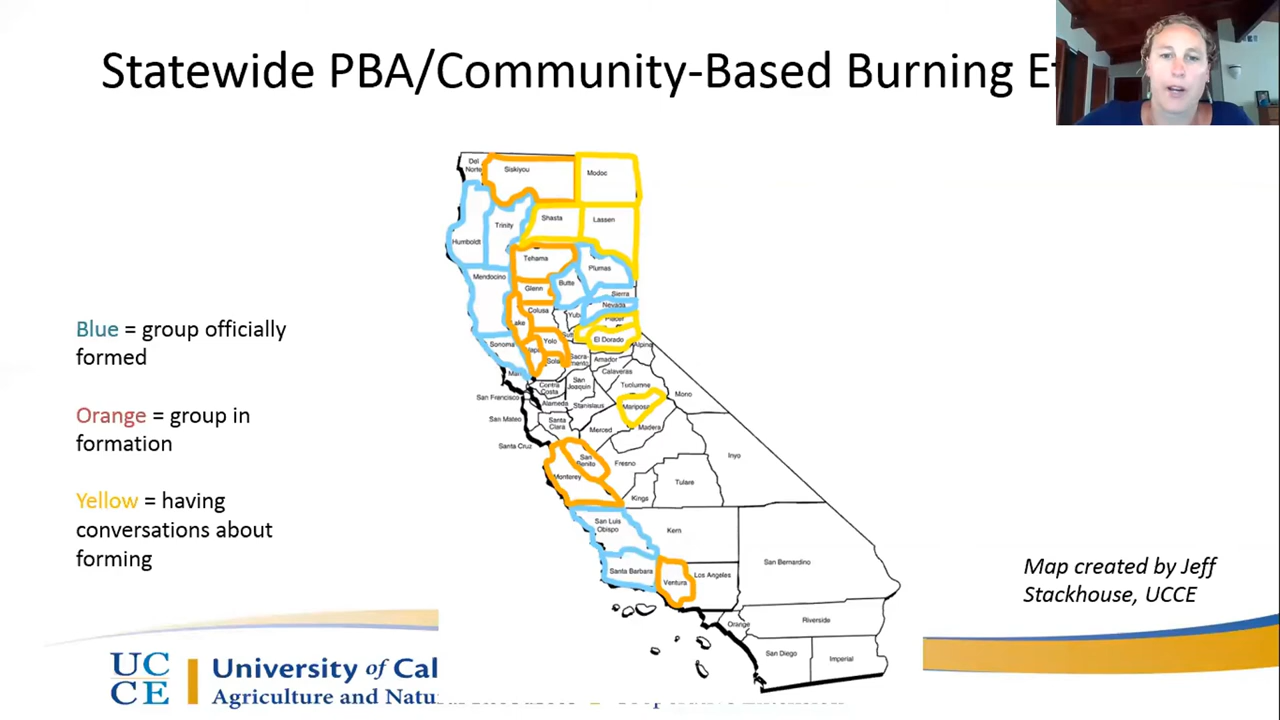 Statewide PBA/Community-Based Burning
Del
Norte
Siskiyou
Modoc
Shasta
Lassen
Trinity
Humboldt
Tehama
Plumas
Mendocino
Glenn
Butte
Sierra
Colusa
Nevada
Yolo
El Dorado
Sonoma
Sacra-
mento
Amador
Alpine
Calaveras
Contra
Costa
San
Joaquin
Tuolumne
Mono
San Francisco
Alameda
Stanislaus
Mariposa
San Mateo
Santa
Clara
Merced
Madera
Santa Cruz
San
Benito
Fresno
Inyo
Monterey
Tulare
Kings
San Luis
Obispo
Kern
San Bernardino
Santa Barbara
Ventura
Los Angeles
Orange
Riverside
San Diego
Imperial
Blue = group officially
formed
Orange = group in
formation
Yellow = having
conversations about
forming
Map created by Jeff
Stackhouse, UCCE
UC
CE
University of Cal
Agriculture and Natu